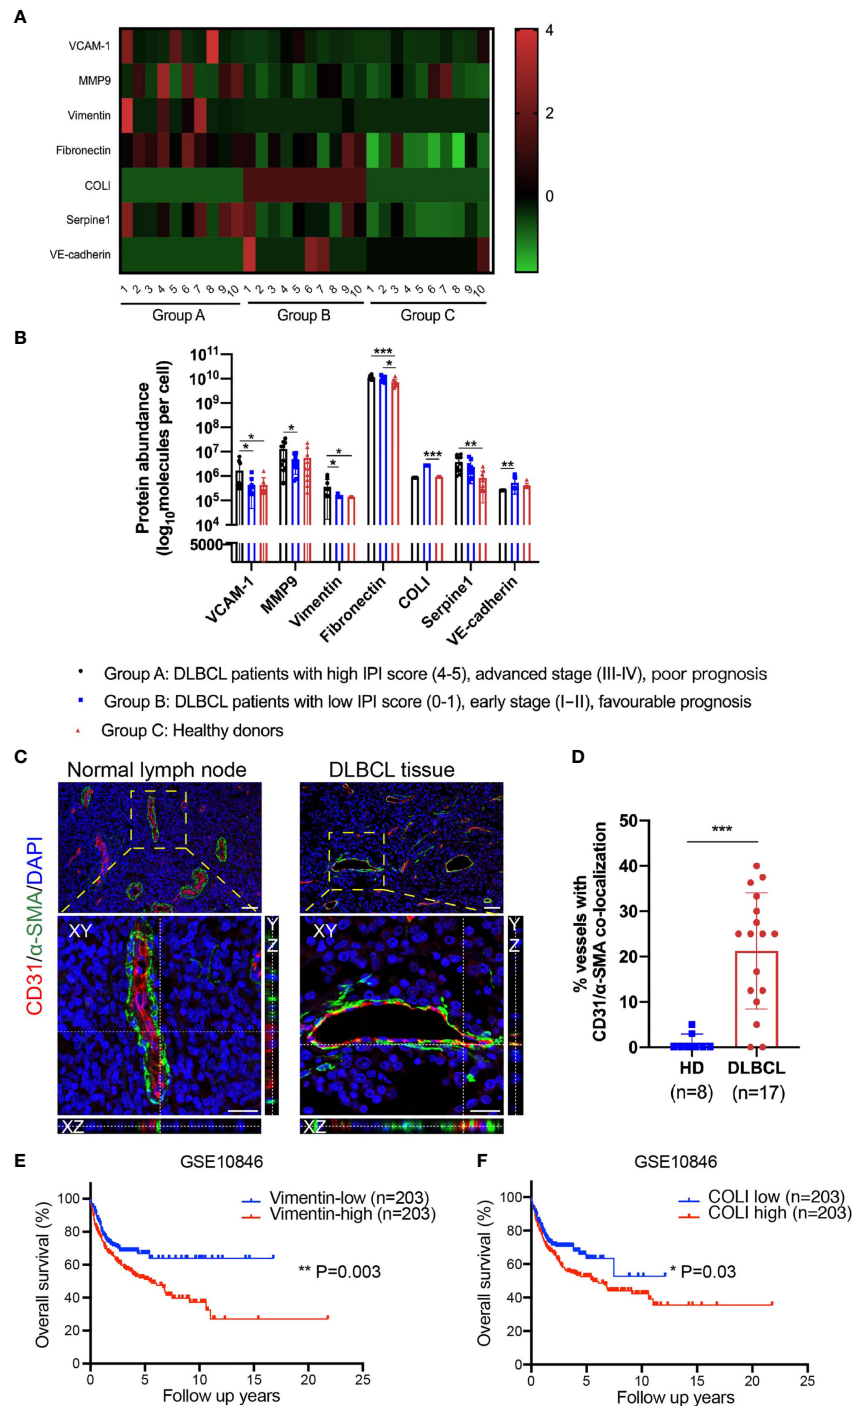 A
VCAM-1
MMP9
Vimentin
Fibronectin
COLI
Serpine1
VE-cadherin
4
2
0
1 2 3 4 5 6 7 8 9 10 1 2 3 4 5 6 7 8 9 10 1 2 3 4 5 6 7 8 9 10
Group A Group B Group C
B
Protein abundance
(log10molecules per cell)
10^11
10^10
10^9
10^8
10^7
10^6
10^5
10^4
5000
* * * * * *** * *** ** **
VCAM-1 MMP9 Vimentin Fibronectin COLI Serpine1 VE-cadherin
Group A: DLBCL patients with high IPI score (4-5), advanced stage (III-IV), poor prognosis
Group B: DLBCL patients with low IPI score (0-1), early stage (I–II), favourable prognosis
Group C: Healthy donors
C
Normal lymph node DLBCL tissue
CD31/α-SMA/DAPI
XY YZ XZ
XY YZ XZ
D
% vessels with
CD31/α-SMA co-localization
50
40
30
20
10
0
***
HD DLBCL
(n=8) (n=17)
E
GSE10846
Overall survival (%)
100
80
60
40
20
0
Vimentin-low (n=203)
Vimentin-high (n=203)
** P=0.003
0 5 10 15 20 25
Follow up years
F
GSE10846
Overall survival (%)
100
80
60
40
20
0
COLI low (n=203)
COLI high (n=203)
* P=0.03
0 5 10 15 20 25
Follow up years